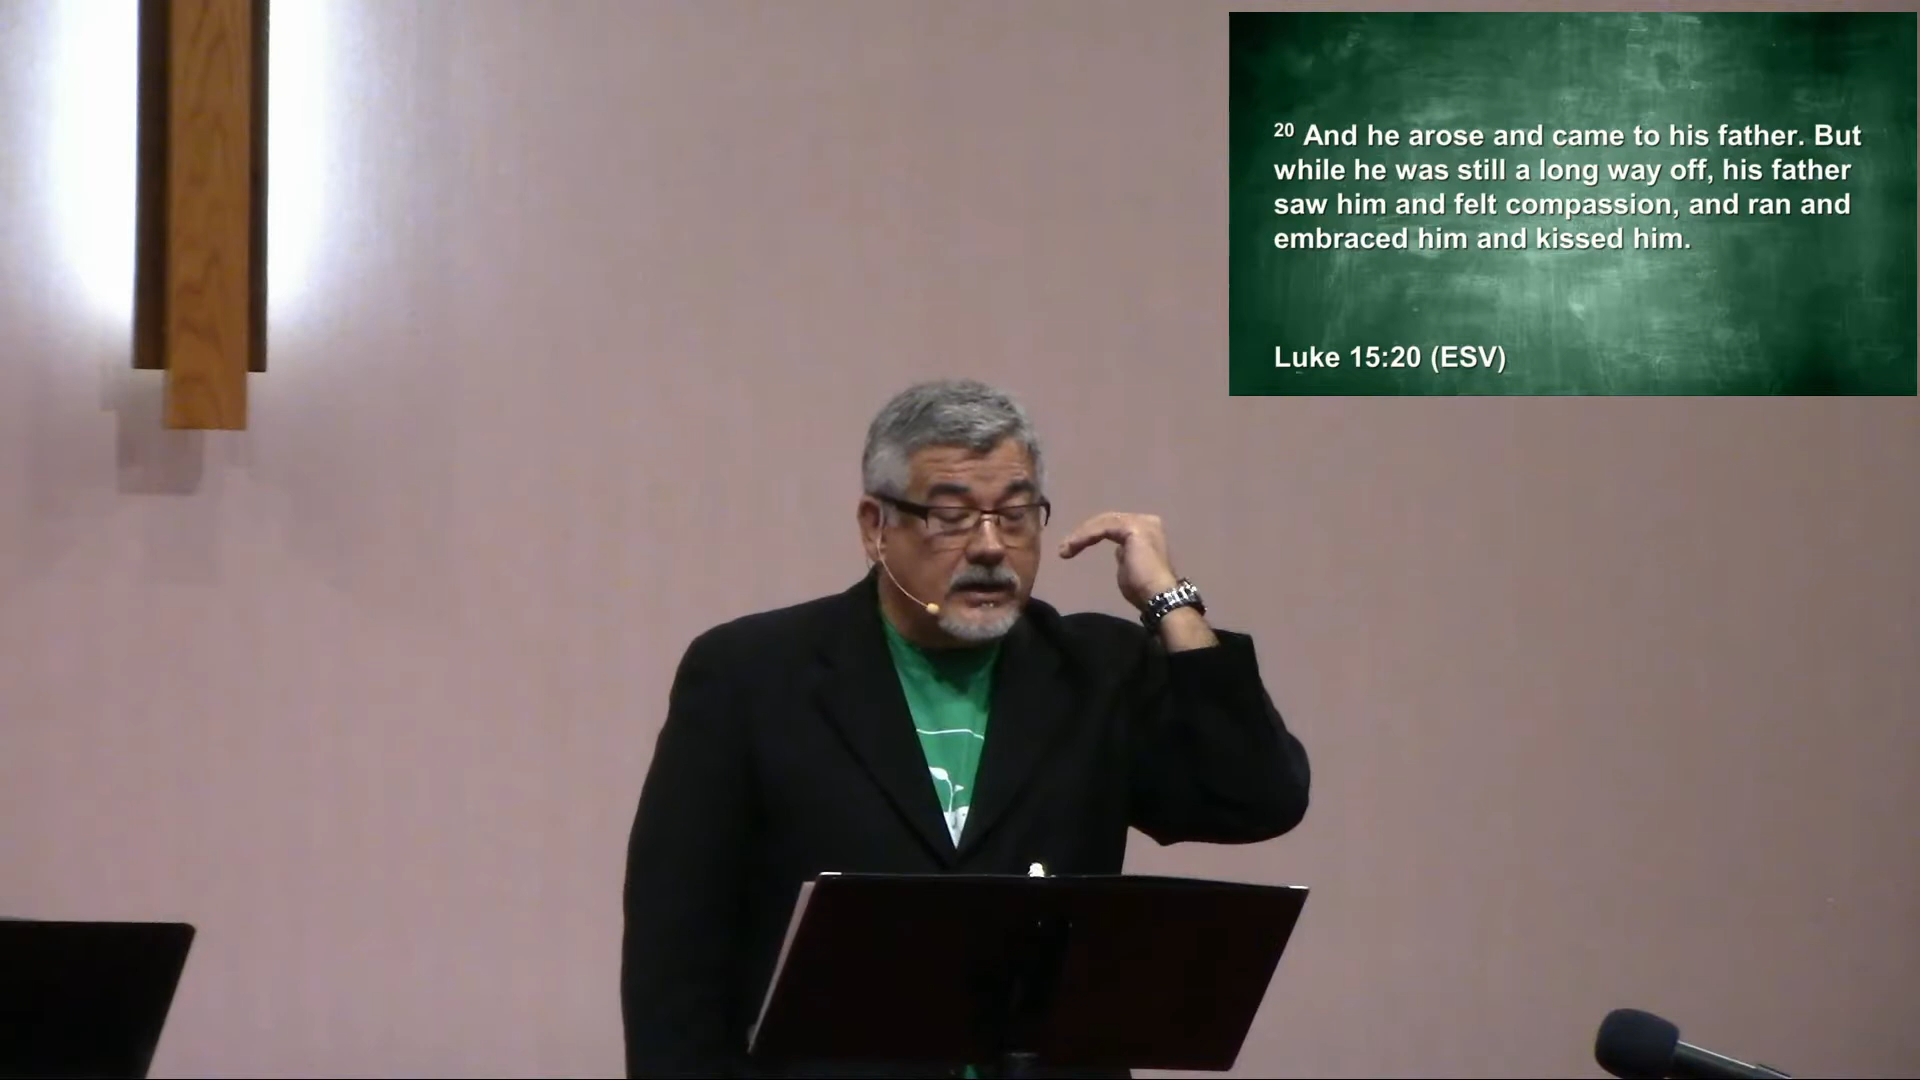 20 And he arose and came to his father. But
while he was still a long way off, his father
saw him and felt compassion, and ran and
embraced him and kissed him.
Luke 15:20 (ESV)